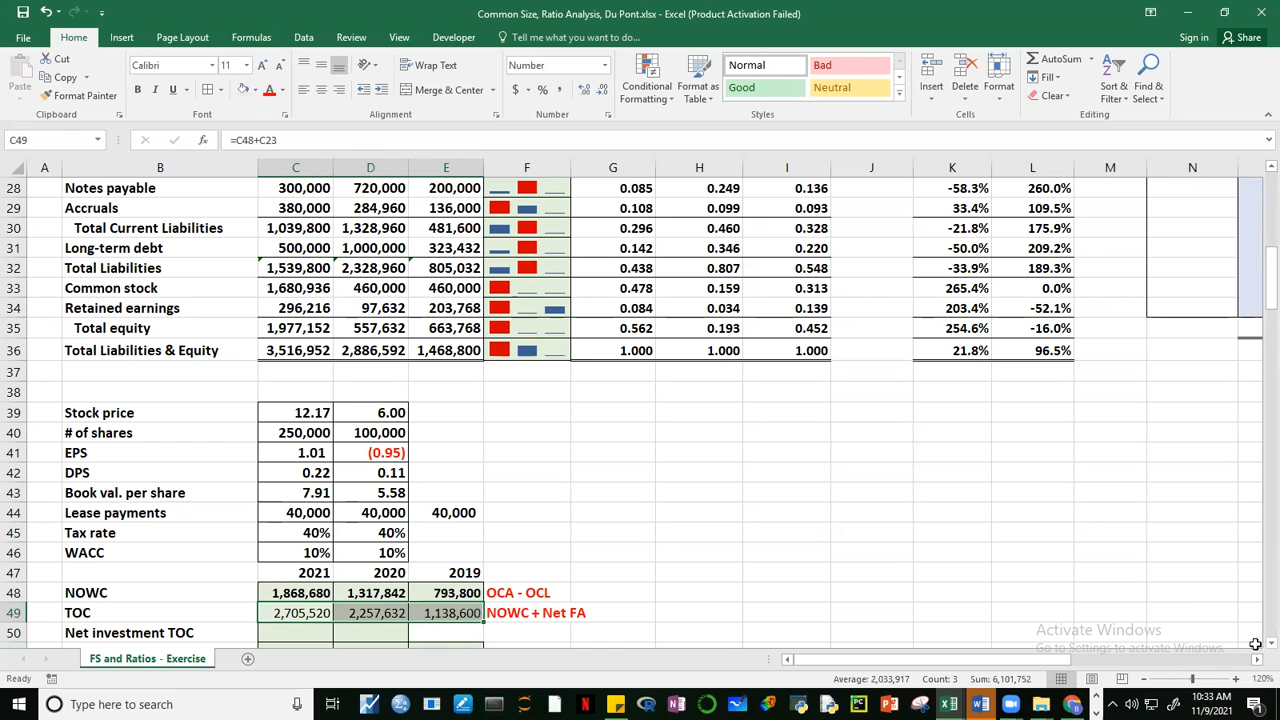 Common Size, Ratio Analysis, Du Pont.xlsx - Excel (Product Activation Failed)
File Home Insert Page Layout Formulas Data Review View Developer Tell me what you want to do... Sign in Share
Paste Cut Copy Format Painter Clipboard
Calibri 11 B I U Font
Wrap Text Merge & Center Alignment
Number $ % , Number
Conditional Formatting Format as Table Normal Bad Good Neutral Styles
Insert Delete Format Cells
AutoSum Fill Clear Sort & Filter Find & Select Editing
C49 =C48+C23
A B C D E F G H I J K L M N
28 Notes payable 300,000 720,000 200,000 0.085 0.249 0.136 -58.3% 260.0%
29 Accruals 380,000 284,960 136,000 0.108 0.099 0.093 33.4% 109.5%
30 Total Current Liabilities 1,039,800 1,328,960 481,600 0.296 0.460 0.328 -21.8% 175.9%
31 Long-term debt 500,000 1,000,000 323,432 0.142 0.346 0.220 -50.0% 209.2%
32 Total Liabilities 1,539,800 2,328,960 805,032 0.438 0.807 0.548 -33.9% 189.3%
33 Common stock 1,680,936 460,000 460,000 0.478 0.159 0.313 265.4% 0.0%
34 Retained earnings 296,216 97,632 203,768 0.084 0.034 0.139 203.4% -52.1%
35 Total equity 1,977,152 557,632 663,768 0.562 0.193 0.452 254.6% -16.0%
36 Total Liabilities & Equity 3,516,952 2,886,592 1,468,800 1.000 1.000 1.000 21.8% 96.5%
37
38
39 Stock price 12.17 6.00
40 # of shares 250,000 100,000
41 EPS 1.01 (0.95)
42 DPS 0.22 0.11
43 Book val. per share 7.91 5.58
44 Lease payments 40,000 40,000 40,000
45 Tax rate 40% 40%
46 WACC 10% 10%
47 2021 2020 2019
48 NOWC 1,868,680 1,317,842 793,800 OCA - OCL
49 TOC 2,705,520 2,257,632 1,138,600 NOWC + Net FA
50 Net investment TOC
Activate Windows
Go to Settings to activate Windows.
FS and Ratios - Exercise
Ready Average: 2,033,917 Count: 3 Sum: 6,101,752 120%
Type here to search 10:33 AM
11/9/2021